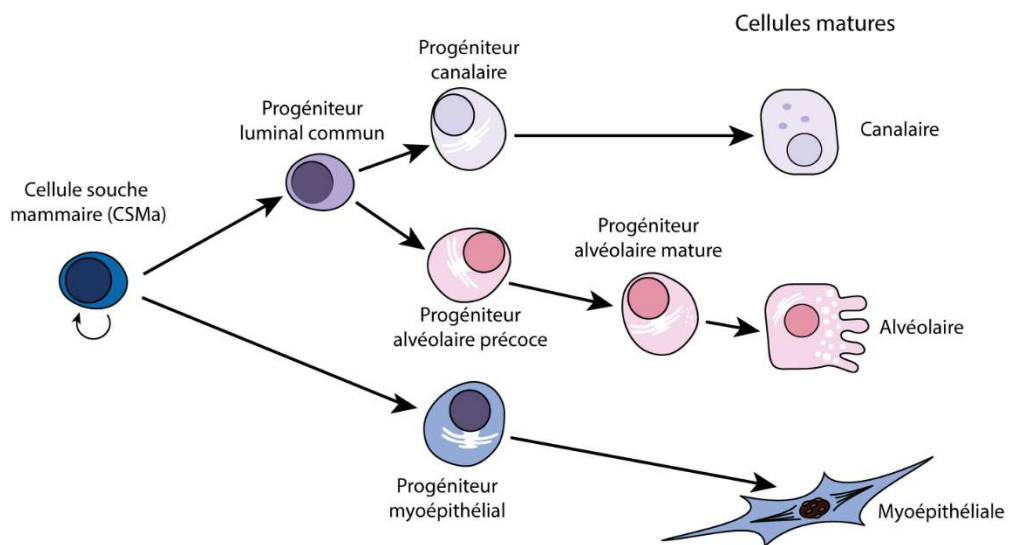 Cellules matures
Progéniteur
canalaire
Progéniteur
luminal commun
Canalaire
Cellule souche
mammaire (CSMa)
Progéniteur
alvéolaire mature
Progéniteur
alvéolaire précoce
Alvéolaire
Progéniteur
myoépithélial
Myoépithéliale